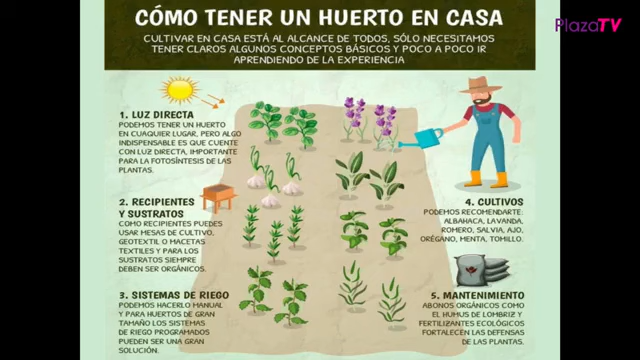 CÓMO TENER UN HUERTO EN CASA
CULTIVAR EN CASA ESTÁ AL ALCANCE DE TODOS, SÓLO NECESITAMOS
TENER CLAROS ALGUNOS CONCEPTOS BÁSICOS Y POCO A POCO IR
APRENDIENDO DE LA EXPERIENCIA
PlazaTV
1. LUZ DIRECTA
PODEMOS TENER UN HUERTO
EN CUAQUIER LUGAR, PERO ALGO
INDISPENSABLE ES QUE CUENTE
CON LUZ DIRECTA, IMPORTANTE
PARA LA FOTOSÍNTESIS DE LAS
PLANTAS.
2. RECIPIENTES
Y SUSTRATOS
COMO RECIPIENTES PUEDES
USAR MESAS DE CULTIVO,
GEOTEXTIL O MACETAS
TEXTILES Y PARA LOS
SUSTRATOS SIEMPRE
DEBEN SER ORGÁNICOS.
3. SISTEMAS DE RIEGO
PODEMOS HACERLO MANUAL
Y PARA HUERTOS DE GRAN
TAMAÑO LOS SISTEMAS
DE RIEGO PROGRAMADOS
PUEDEN SER UNA GRAN
SOLUCIÓN.
4. CULTIVOS
PODEMOS RECOMENDARTE:
ALBAHACA, LAVANDA,
ROMERO, SALVIA, AJO,
ORÉGANO, MENTA, TOMILLO.
5. MANTENIMIENTO
ABONOS ORGÁNICOS COMO
EL HUMUS DE LOMBRIZ Y
FERTILIZANTES ECOLÓGICOS
FORTALECEN LAS DEFENSAS
DE LAS PLANTAS.